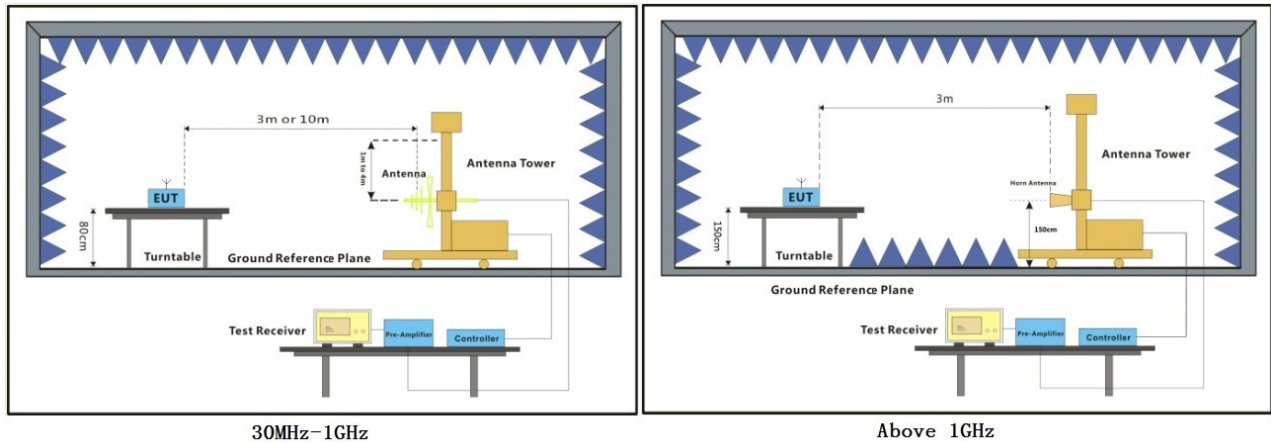 3m or 10m
1m to 4m
Antenna
Antenna Tower
EUT
80cm
Turntable
Ground Reference Plane
Test Receiver
Pre-Amplifier
Controller
30MHz-1GHz
3m
Antenna Tower
Horn Antenna
EUT
150cm
150cm
Turntable
Ground Reference Plane
Test Receiver
Pre-Amplifier
Controller
Above 1GHz